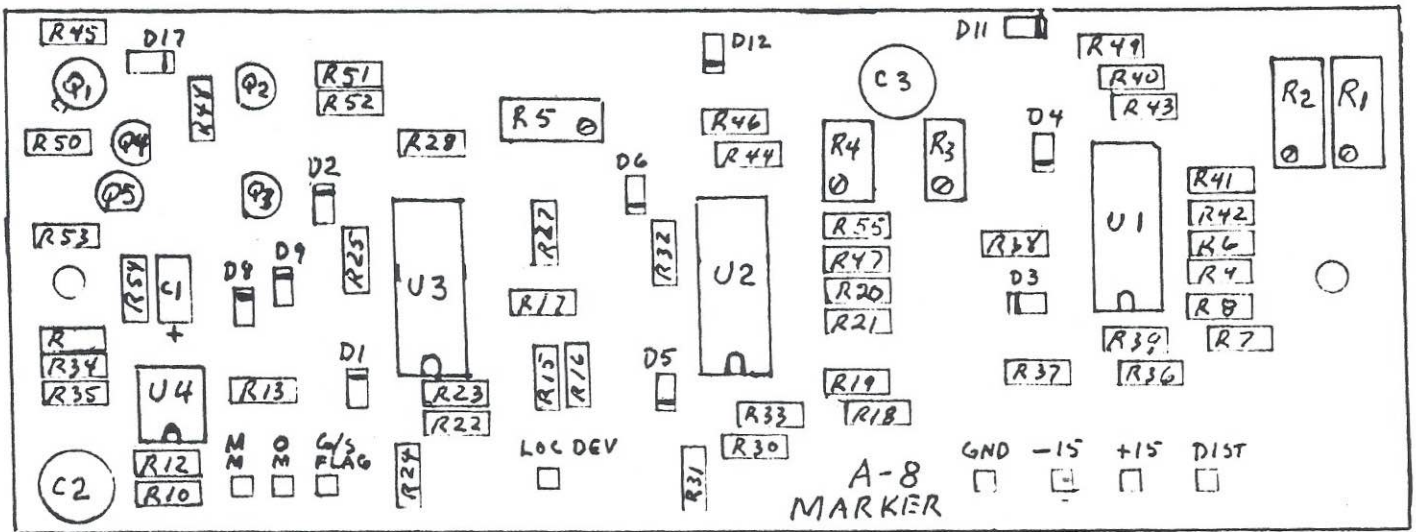 R45
D17
D12
D11
R49
Q1
Q2
R51
C3
R40
R2
R1
R48
R52
R43
R50
Q4
R28
R5
R46
R4
R3
D4
R44
Q5
Q3
D2
D6
R41
R53
R25
R27
R32
R55
U1
R42
R54
C1
D8
D9
U3
U2
R47
R38
R6
R20
D3
R4
+
R17
R21
R8
R
R39
R7
R34
D1
R15
R16
D5
R37
R36
R35
U4
R13
R23
R19
R22
R33
R18
MM
OM
G/S FLAG
LOC DEV
R30
C2
R12
R24
R31
A-8
GND
-15
+15
DIST
R10
MARKER